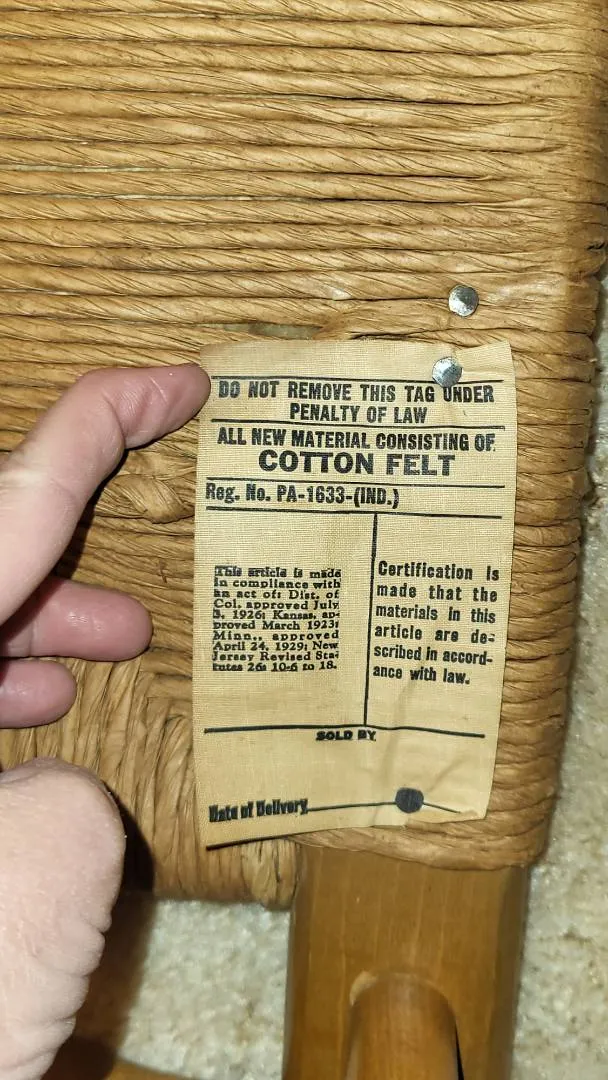 DO NOT REMOVE THIS TAG UNDER
PENALTY OF LAW
ALL NEW MATERIAL CONSISTING OF
COTTON FELT
Reg. No. PA-1633-(IND.)
This article is made
in compliance with
an act of: Dist. of
Col. approved July
3, 1926; Kansas, ap-
proved March 1923;
Minn., approved
April 24, 1929; New
Jersey Revised Sta-
tutes 26: 10-6 to 18.
Certification is
made that the
materials in this
article are de-
scribed in accord-
ance with law.
SOLD BY
Date of Delivery